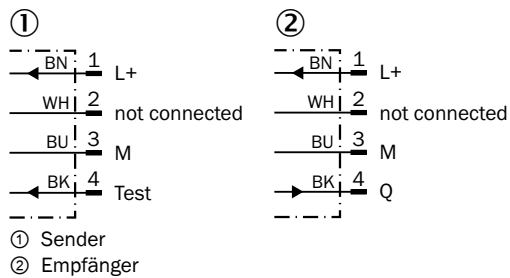 ① ②
BN 1 L+ BN 1 L+
WH 2 not connected WH 2 not connected
BU 3 M BU 3 M
BK 4 Test BK 4 Q
① Sender
② Empfänger